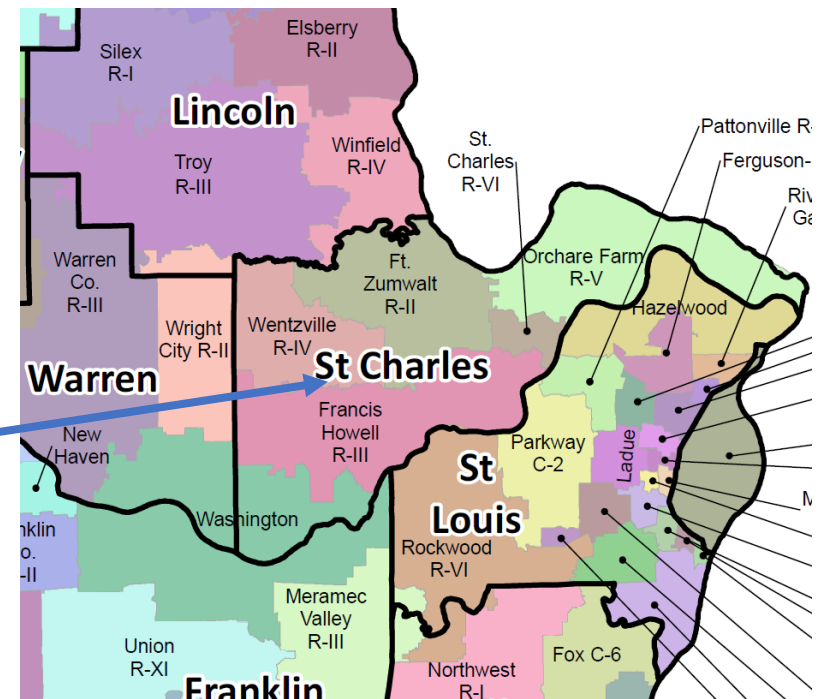 Elsberry
R-II
Silex
R-I
Lincoln
Winfield
R-IV
Troy
R-III
St.
Charles
R-VI
Pattonville R-
Ferguson-
Riv
Ga
Warren
Co.
R-III
Ft.
Zumwalt
R-II
Orchare Farm
R-V
Hazelwood
Wright
City R-II
Wentzville
R-IV
St Charles
Warren
Francis
Howell
R-III
New
Haven
Parkway
C-2
Ladue
St
Louis
Washington
Rockwood
R-VI
nklin
o.
-II
M
Meramec
Valley
R-III
Union
R-XI
Fox C-6
Northwest
R-I
Franklin